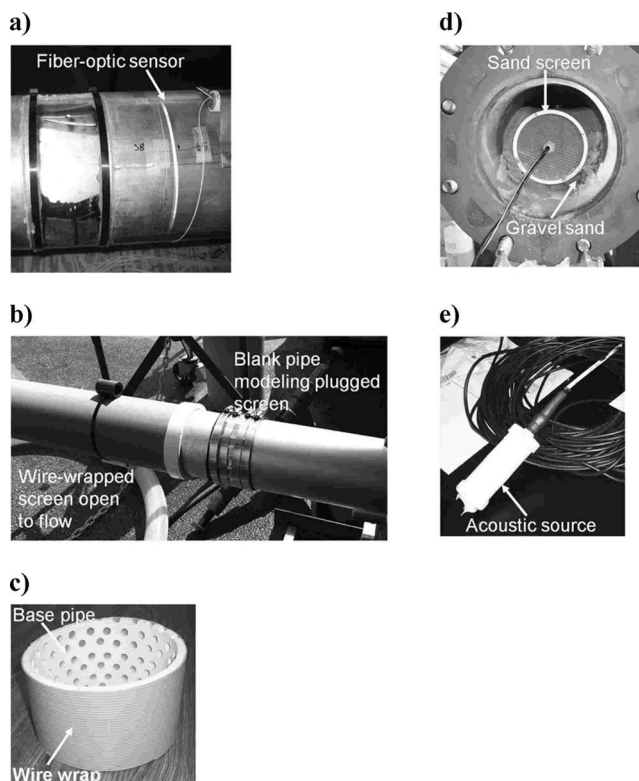 a)
Fiber-optic sensor
b)
Blank pipe
modeling plugged
screen
Wire-wrapped
screen open
to flow
c)
Base pipe
Wire wrap
d)
Sand screen
Gravel sand
e)
Acoustic source